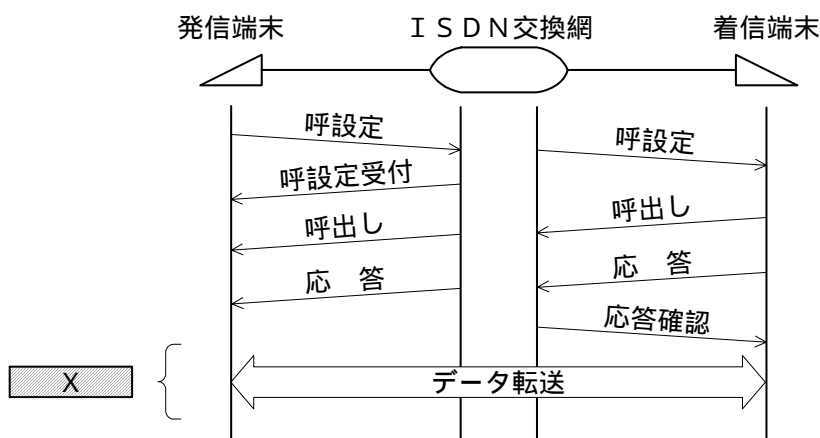 発信端末
ISDN交換網
着信端末
呼設定
呼設定
呼設定受付
呼出し
呼出し
応 答
応 答
応答確認
X
データ転送